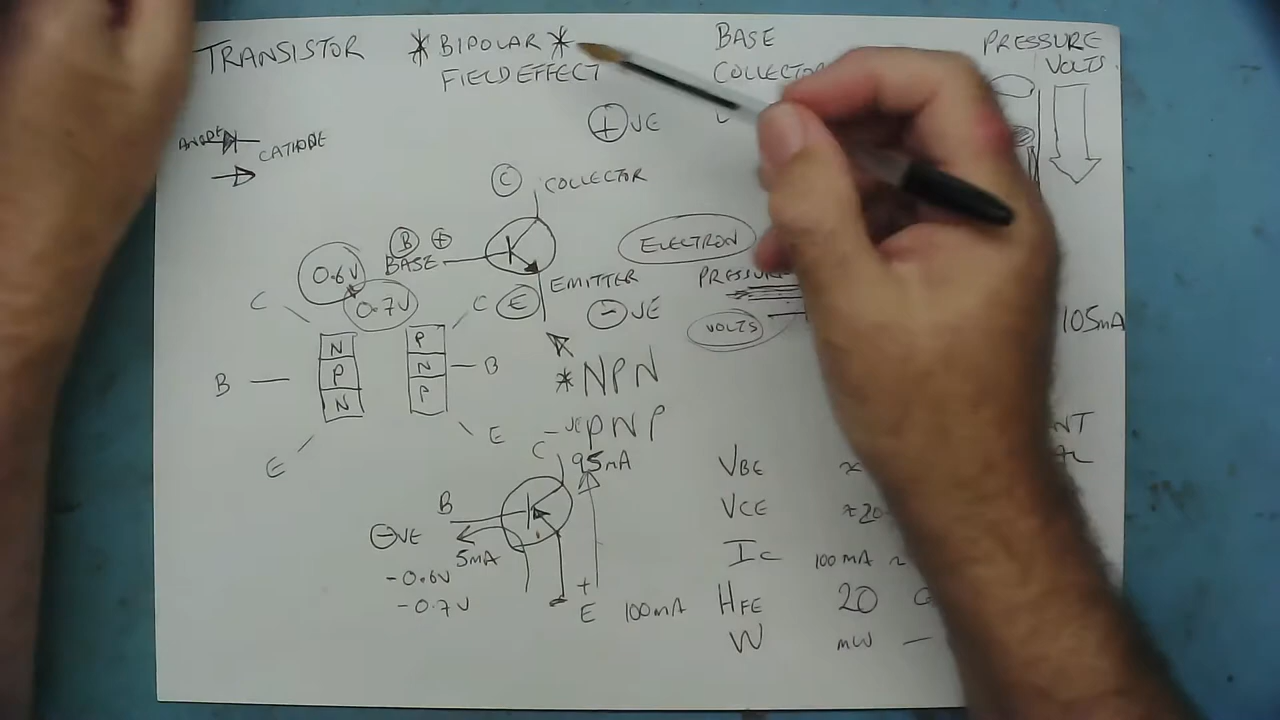 TRANSISTOR
* BIPOLAR *
FIELD EFFECT
BASE
COLLECTOR
PRESSURE
VOLTS
+VE
ANODE
CATHODE
C COLLECTOR
B +
BASE
ELECTRON
EMITTER
E
-VE
PRESSURE
VOLTS
0.6V
0.7V
C
C
N
P
N
P
N
P
B
B
E
E
105mA
*NPN
-VE PNP
NT
C
95mA
B
-VE
5mA
-0.6V
-0.7V
+
E 100mA
VBE ≈
VCE ≈20
IC 100mA ~
HFE 20
W mW —